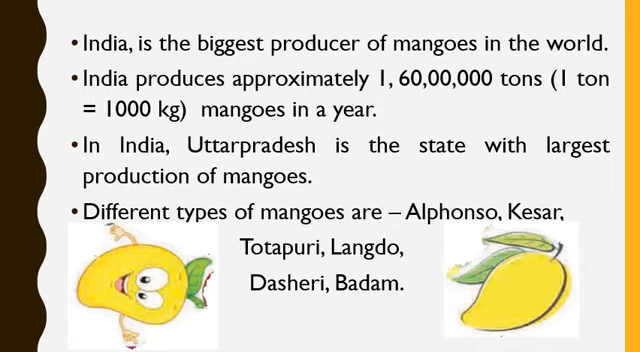 • India, is the biggest producer of mangoes in the world.
• India produces approximately 1, 60,00,000 tons (1 ton
= 1000 kg) mangoes in a year.
• In India, Uttarpradesh is the state with largest
production of mangoes.
• Different types of mangoes are – Alphonso, Kesar,
Totapuri, Langdo,
Dasheri, Badam.